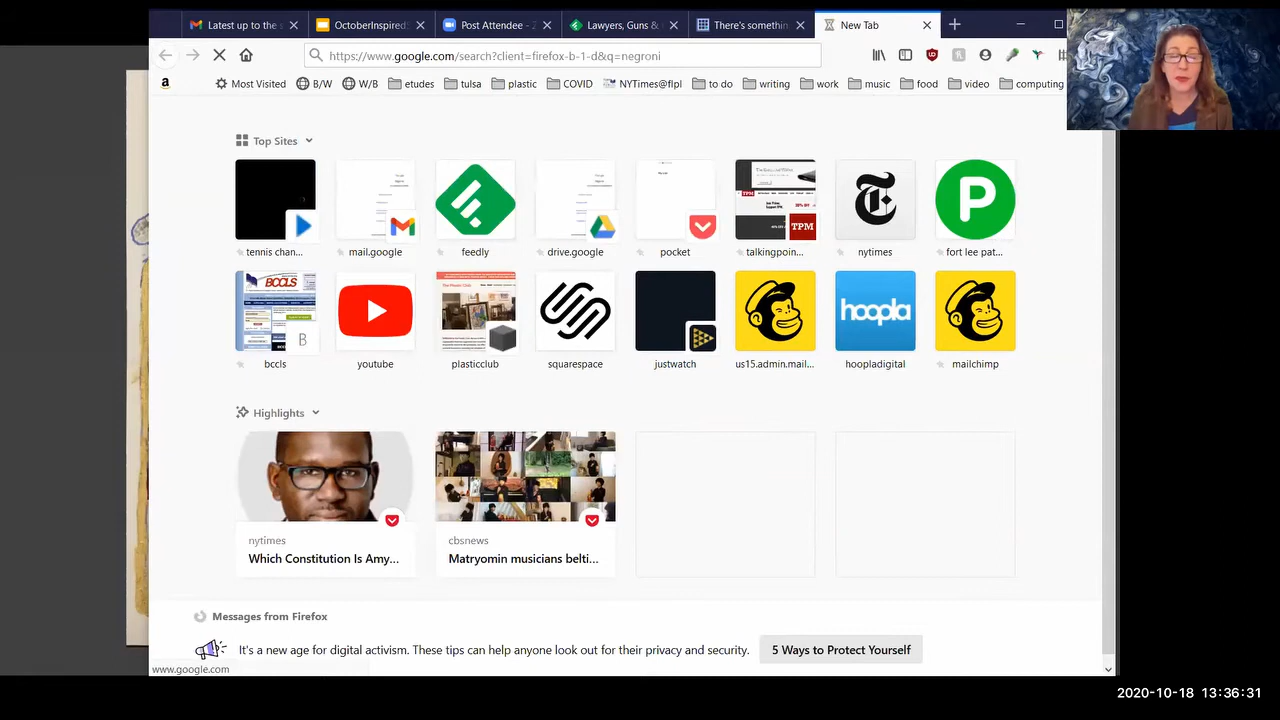 Latest up to the s
OctoberInspired
Post Attendee - Z
Lawyers, Guns &
There's somethin
New Tab
https://www.google.com/search?client=firefox-b-1-d&q=negroni
Most Visited
B/W
W/B
etudes
tulsa
plastic
COVID
NYTimes@flpl
to do
writing
work
music
food
video
computing
Top Sites
TPM
P
tennis chan...
mail.google
feedly
drive.google
pocket
talkingpoin...
nytimes
fort lee pat...
BCCLS
B
hoopla
bccls
youtube
plasticclub
squarespace
justwatch
us15.admin.mail...
hoopladigital
mailchimp
Highlights
nytimes
Which Constitution Is Amy...
cbsnews
Matryomin musicians belti...
Messages from Firefox
It's a new age for digital activism. These tips can help anyone look out for their privacy and security.
5 Ways to Protect Yourself
www.google.com
2020-10-18 13:36:31